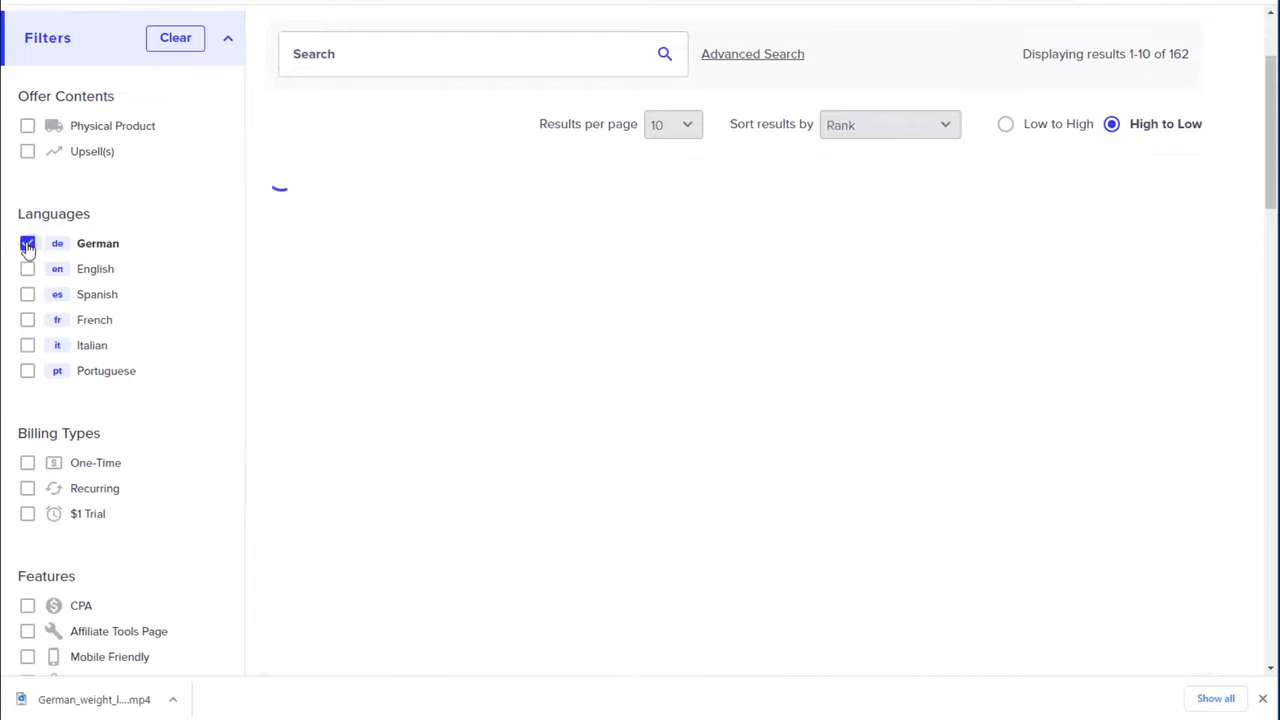 Filters
Clear
Search
Advanced Search
Displaying results 1-10 of 162
Offer Contents
Physical Product
Upsell(s)
Results per page
10
Sort results by
Rank
Low to High
High to Low
Languages
de German
en English
es Spanish
fr French
it Italian
pt Portuguese
Billing Types
One-Time
Recurring
$1 Trial
Features
CPA
Affiliate Tools Page
Mobile Friendly
German_weight_l....mp4
Show all